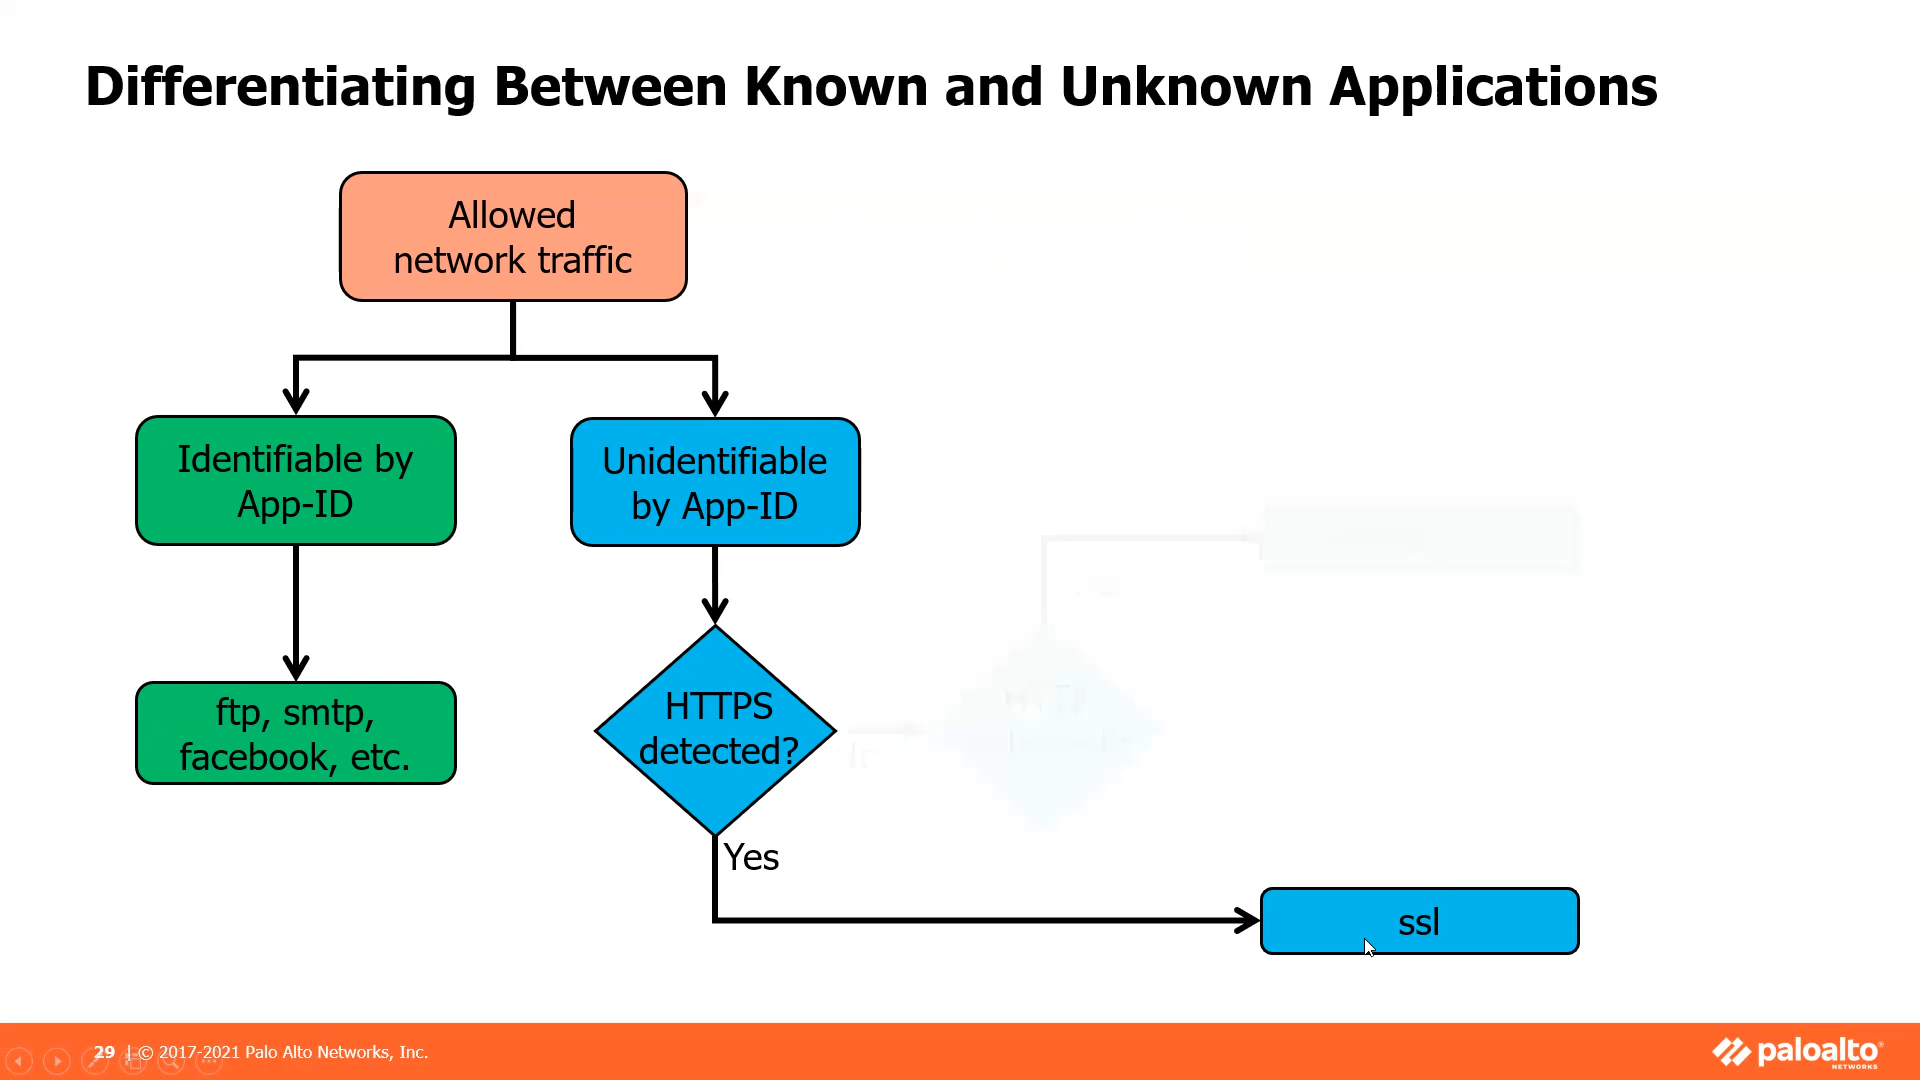 Differentiating Between Known and Unknown Applications
Allowed
network traffic
Identifiable by
App-ID
Unidentifiable
by App-ID
ftp, smtp,
facebook, etc.
HTTPS
detected?
Yes
ssl
29 | © 2017-2021 Palo Alto Networks, Inc.
paloalto
NETWORKS